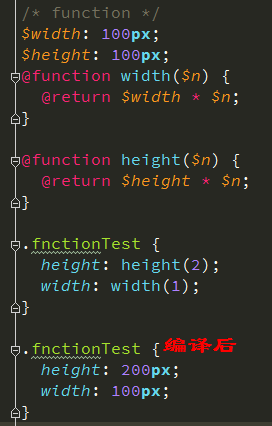 /* function */
$width: 100px;
$height: 100px;
@function width($n) {
  @return $width * $n;
}
@function height($n) {
  @return $height * $n;
}
.fnctionTest {
  height: height(2);
  width: width(1);
}
.fnctionTest { 编译后
  height: 200px;
  width: 100px;
}